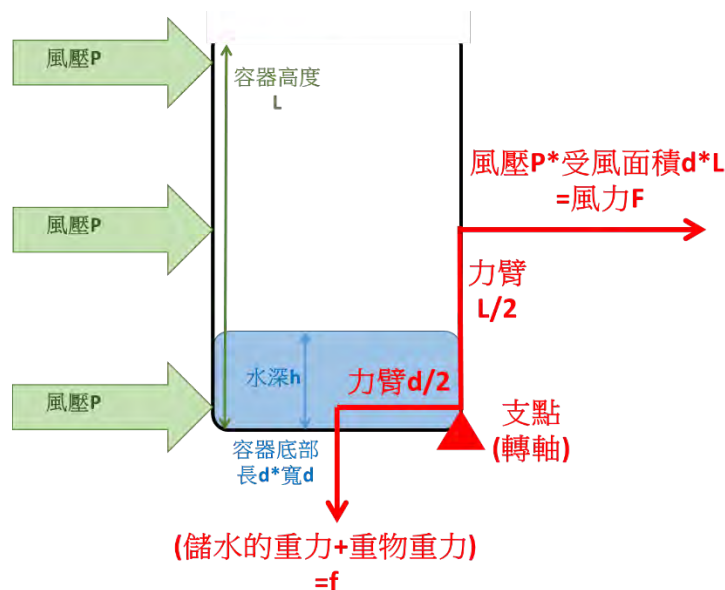 風壓P
容器高度
L
風壓P*受風面積d*L
=風力F
風壓P
力臂
L/2
水深h
力臂d/2
風壓P
支點
(轉軸)
容器底部
長d*寬d
(儲水的重力+重物重力)
=f